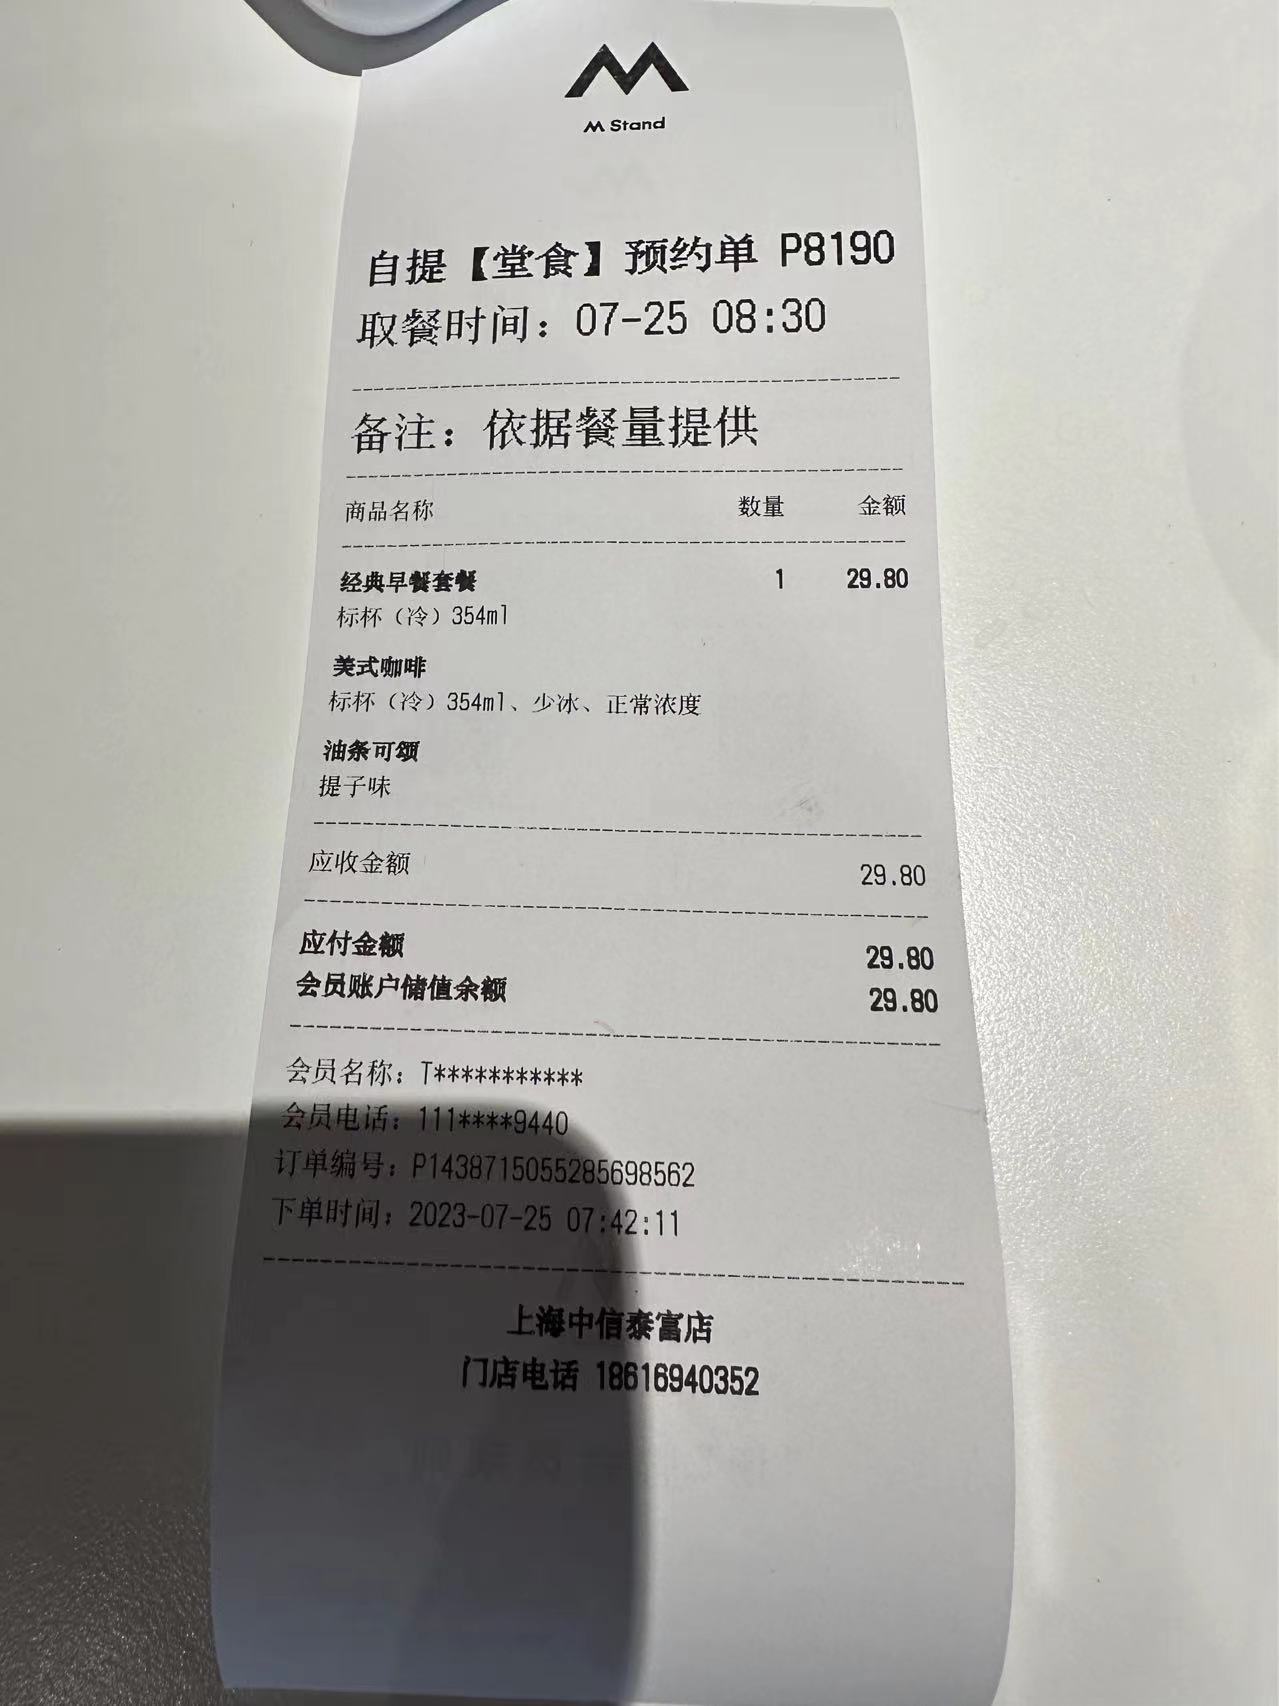 M Stand
自提【堂食】预约单 P8190
取餐时间：07-25 08:30
备注：依据餐量提供
商品名称 数量 金额
经典早餐套餐 1 29.80
标杯（冷）354ml
美式咖啡
标杯（冷）354ml、少冰、正常浓度
油条可颂
提子味
应收金额 29.80
应付金额 29.80
会员账户储值余额 29.80
会员名称：T***********
会员电话：111****9440
订单编号：P1438715055285698562
下单时间：2023-07-25 07:42:11
上海中信泰富店
门店电话 18616940352